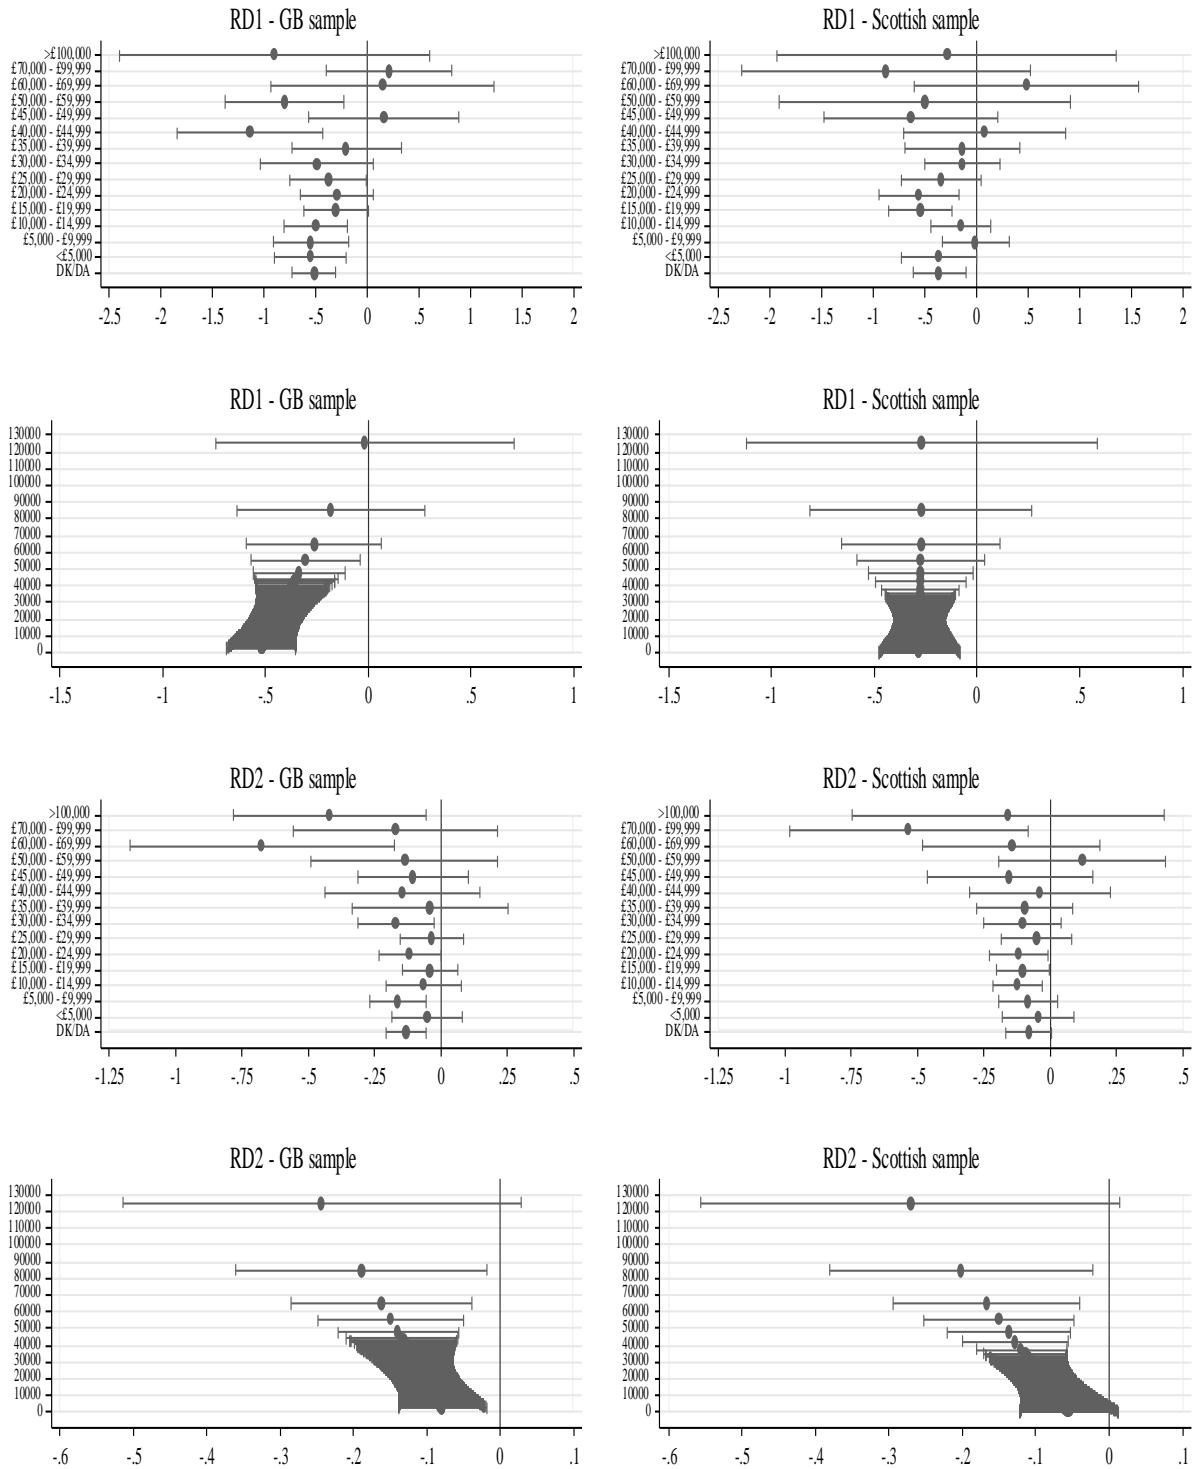 RD1 - GB sample
>£100,000
£70,000 - £99,999
£60,000 - £69,999
£50,000 - £59,999
£45,000 - £49,999
£40,000 - £44,999
£35,000 - £39,999
£30,000 - £34,999
£25,000 - £29,999
£20,000 - £24,999
£15,000 - £19,999
£10,000 - £14,999
£5,000 - £9,999
<£5,000
DK/DA
-2.5 -2 -1.5 -1 -.5 0 .5 1 1.5 2
RD1 - Scottish sample
>£100,000
£70,000 - £99,999
£60,000 - £69,999
£50,000 - £59,999
£45,000 - £49,999
£40,000 - £44,999
£35,000 - £39,999
£30,000 - £34,999
£25,000 - £29,999
£20,000 - £24,999
£15,000 - £19,999
£10,000 - £14,999
£5,000 - £9,999
<£5,000
DK/DA
-2.5 -2 -1.5 -1 -.5 0 .5 1 1.5 2
RD1 - GB sample
130000
120000
110000
100000
90000
80000
70000
60000
50000
40000
30000
20000
10000
0
-1.5 -1 -.5 0 .5 1
RD1 - Scottish sample
130000
120000
110000
100000
90000
80000
70000
60000
50000
40000
30000
20000
10000
0
-1.5 -1 -.5 0 .5 1
RD2 - GB sample
>100,000
£70,000 - £99,999
£60,000 - £69,999
£50,000 - £59,999
£45,000 - £49,999
£40,000 - £44,999
£35,000 - £39,999
£30,000 - £34,999
£25,000 - £29,999
£20,000 - £24,999
£15,000 - £19,999
£10,000 - £14,999
£5,000 - £9,999
<£5,000
DK/DA
-1.25 -1 -.75 -.5 -.25 0 .25 .5
RD2 - Scottish sample
>100,000
£70,000 - £99,999
£60,000 - £69,999
£50,000 - £59,999
£45,000 - £49,999
£40,000 - £44,999
£35,000 - £39,999
£30,000 - £34,999
£25,000 - £29,999
£20,000 - £24,999
£15,000 - £19,999
£10,000 - £14,999
£5,000 - £9,999
<5,000
DK/DA
-1.25 -1 -.75 -.5 -.25 0 .25 .5
RD2 - GB sample
130000
120000
110000
100000
90000
80000
70000
60000
50000
40000
30000
20000
10000
0
-.6 -.5 -.4 -.3 -.2 -.1 0 .1
RD2 - Scottish sample
130000
120000
110000
100000
90000
80000
70000
60000
50000
40000
30000
20000
10000
0
-.6 -.5 -.4 -.3 -.2 -.1 0 .1